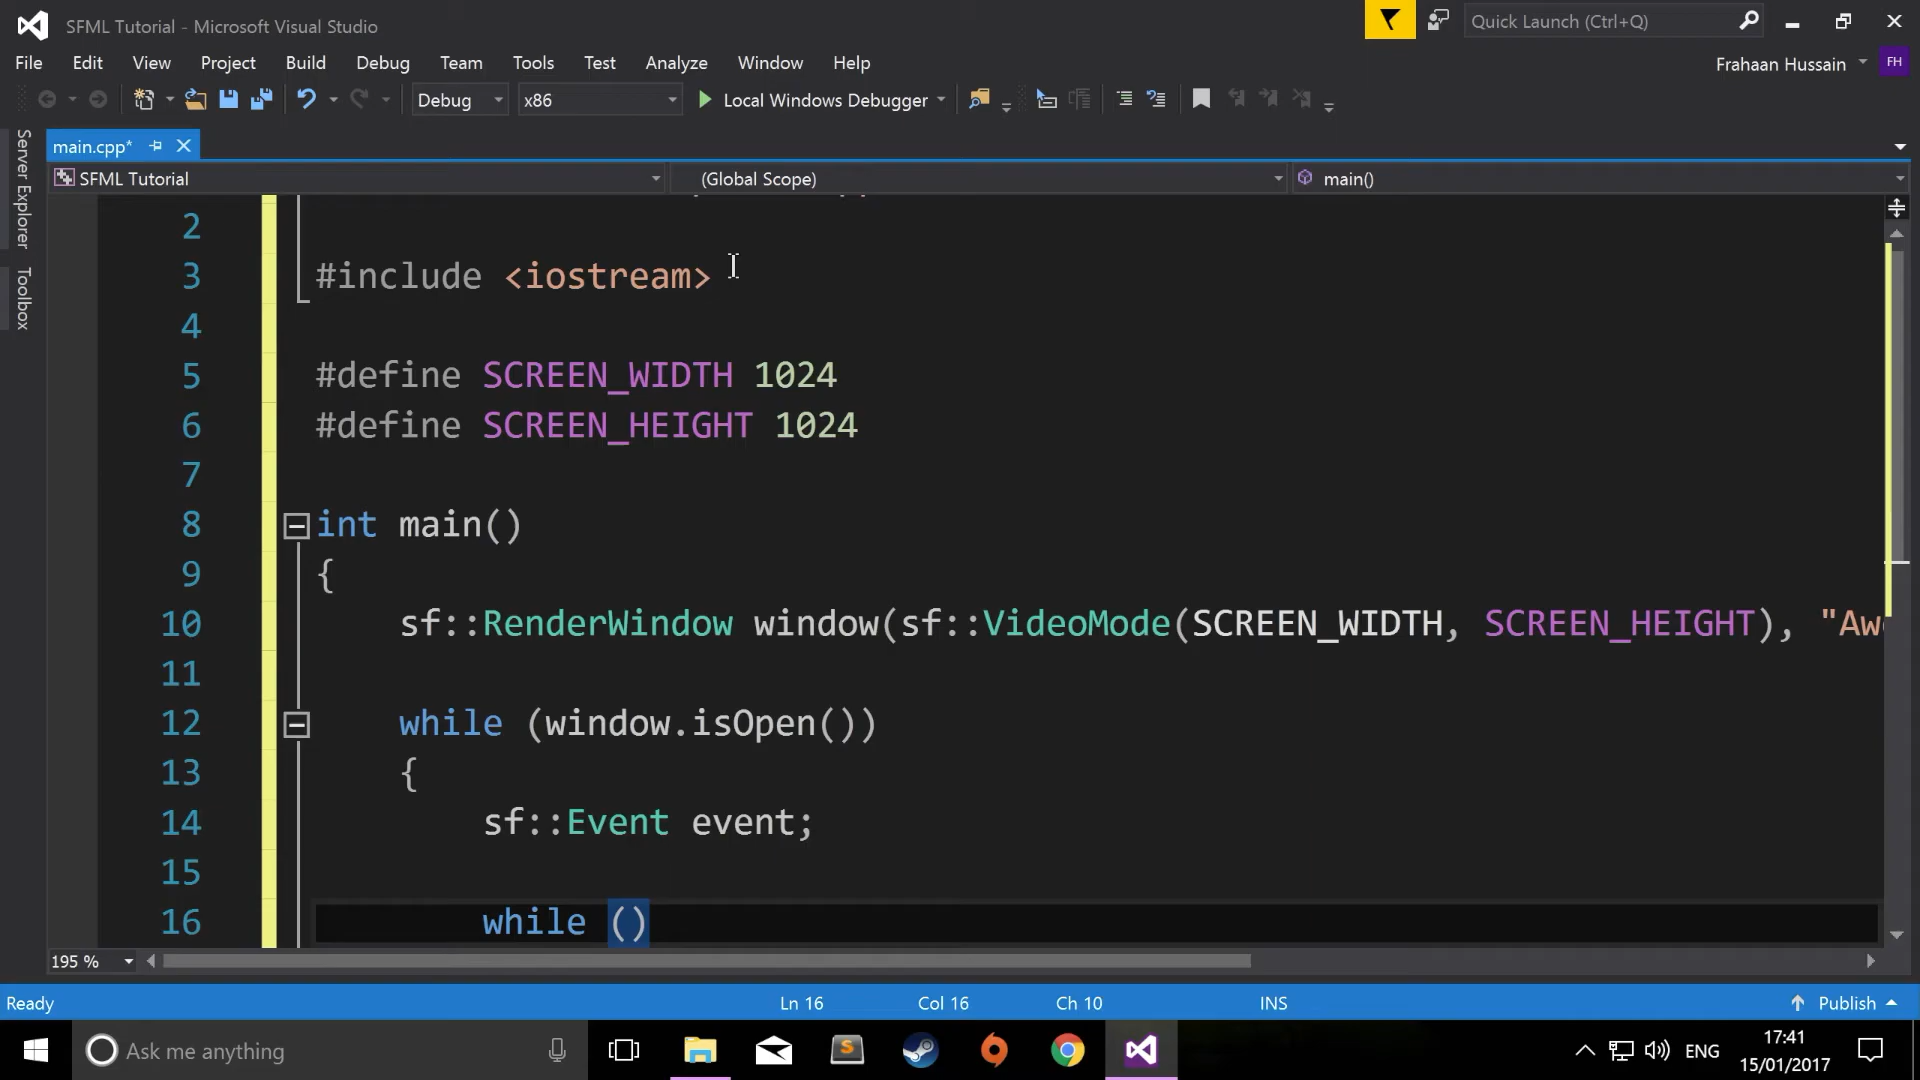 SFML Tutorial - Microsoft Visual Studio
Quick Launch (Ctrl+Q)
File Edit View Project Build Debug Team Tools Test Analyze Window Help
Frahaan Hussain FH
Debug x86 Local Windows Debugger
Server Explorer
Toolbox
main.cpp*
SFML Tutorial (Global Scope) main()
2
3 #include <iostream>
4
5 #define SCREEN_WIDTH 1024
6 #define SCREEN_HEIGHT 1024
7
8 int main()
9 {
10 sf::RenderWindow window(sf::VideoMode(SCREEN_WIDTH, SCREEN_HEIGHT), "Aw
11
12 while (window.isOpen())
13 {
14 sf::Event event;
15
16 while ()
195 %
Ready Ln 16 Col 16 Ch 10 INS Publish
Ask me anything
ENG
17:41
15/01/2017